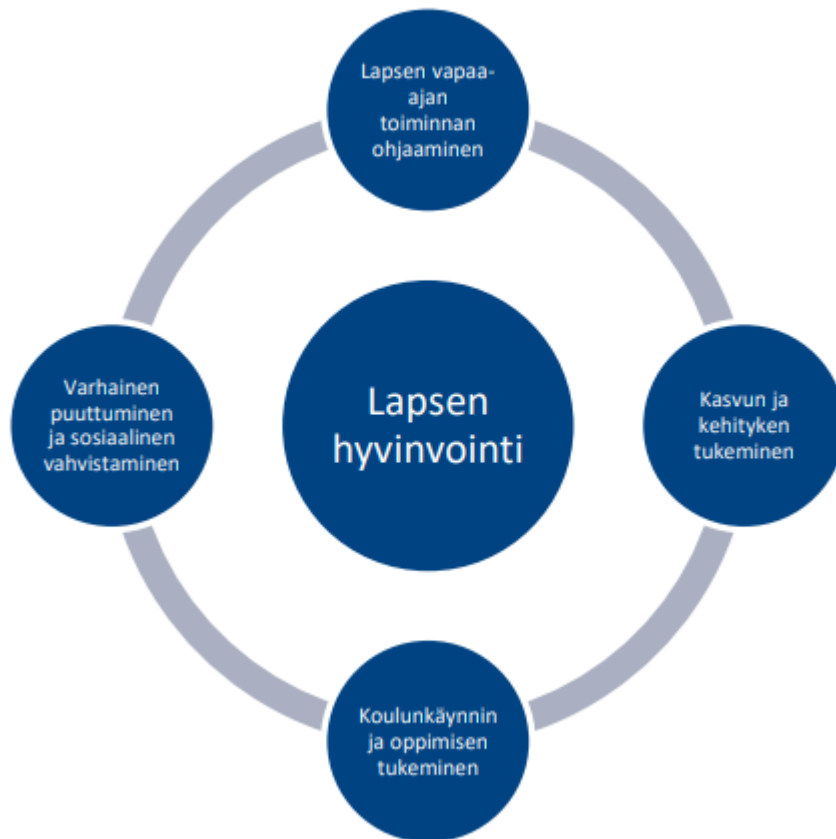 Lapsen vapaa-
ajan
toiminnan
ohjaaminen
Varhainen
puuttuminen
ja sosiaalinen
vahvistaminen
Lapsen
hyvinvointi
Kasvun ja
kehityken
tukeminen
Koulunkäynnin
ja oppimisen
tukeminen